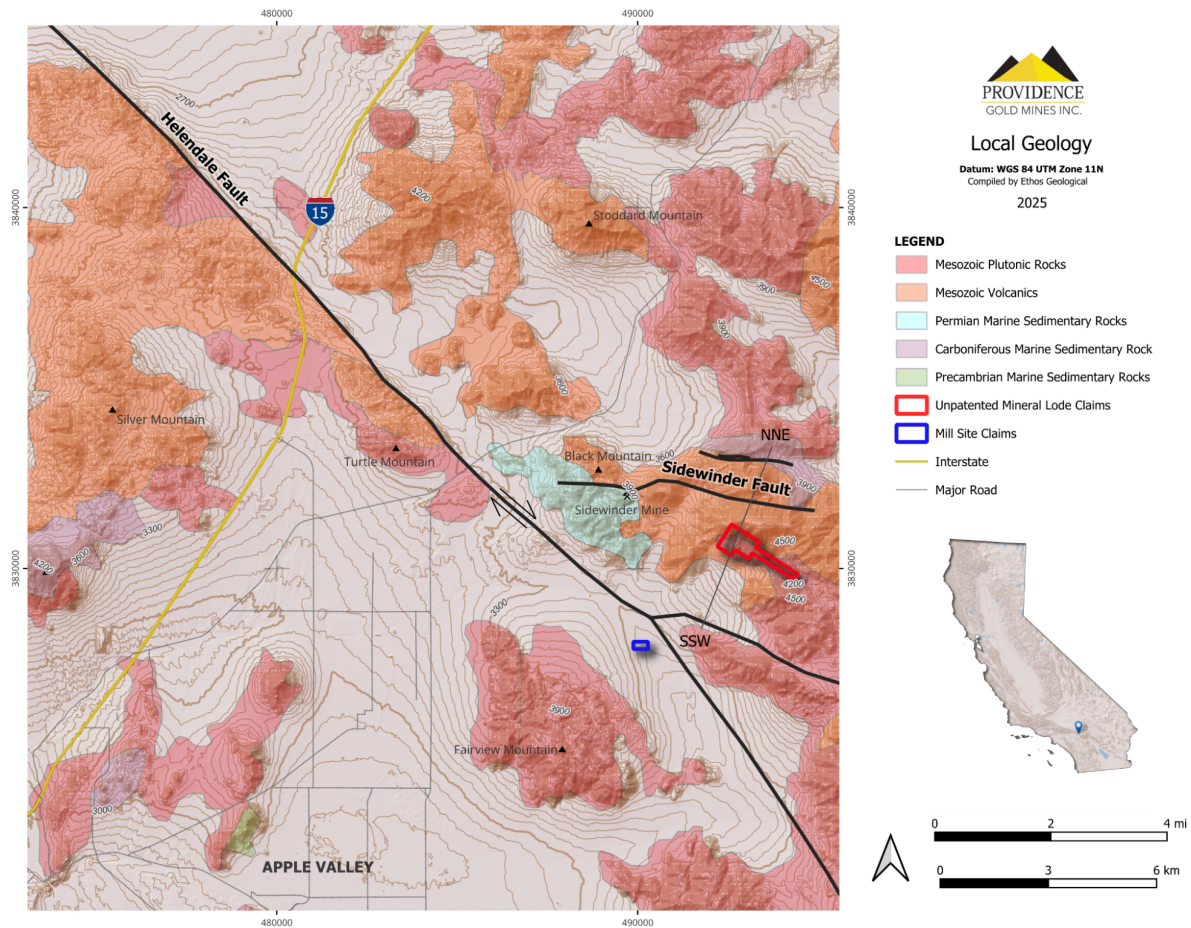 480000
490000
2700
Helendale Fault
15
4200
Stoddard Mountain
3840000
3840000
3900
4500
3900
3600
Silver Mountain
Turtle Mountain
NNE
Black Mountain
3600
Sidewinder Fault
3900
3900
Sidewinder Mine
3300
3600
4200
4500
3830000
3830000
4200
4500
3300
SSW
3900
Fairview Mountain
3000
APPLE VALLEY
480000
490000
PROVIDENCE
GOLD MINES INC.
Local Geology
Datum: WGS 84 UTM Zone 11N
Compiled by Ethos Geological
2025
LEGEND
Mesozoic Plutonic Rocks
Mesozoic Volcanics
Permian Marine Sedimentary Rocks
Carboniferous Marine Sedimentary Rock
Precambrian Marine Sedimentary Rocks
Unpatented Mineral Lode Claims
Mill Site Claims
Interstate
Major Road
0 2 4 mi
0 3 6 km